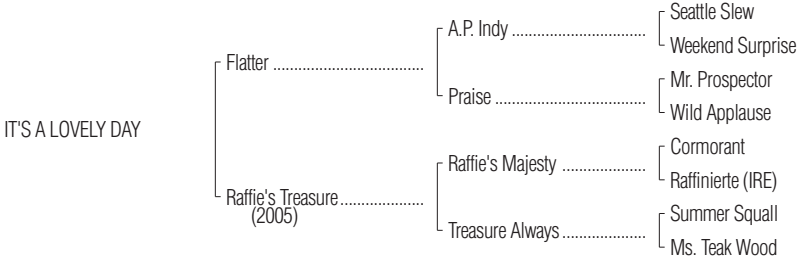 Seattle Slew
A.P. Indy
Weekend Surprise
Flatter
Mr. Prospector
Praise
Wild Applause
IT'S A LOVELY DAY
Cormorant
Raffie's Majesty
Raffinierte (IRE)
Raffie's Treasure
(2005)
Summer Squall
Treasure Always
Ms. Teak Wood